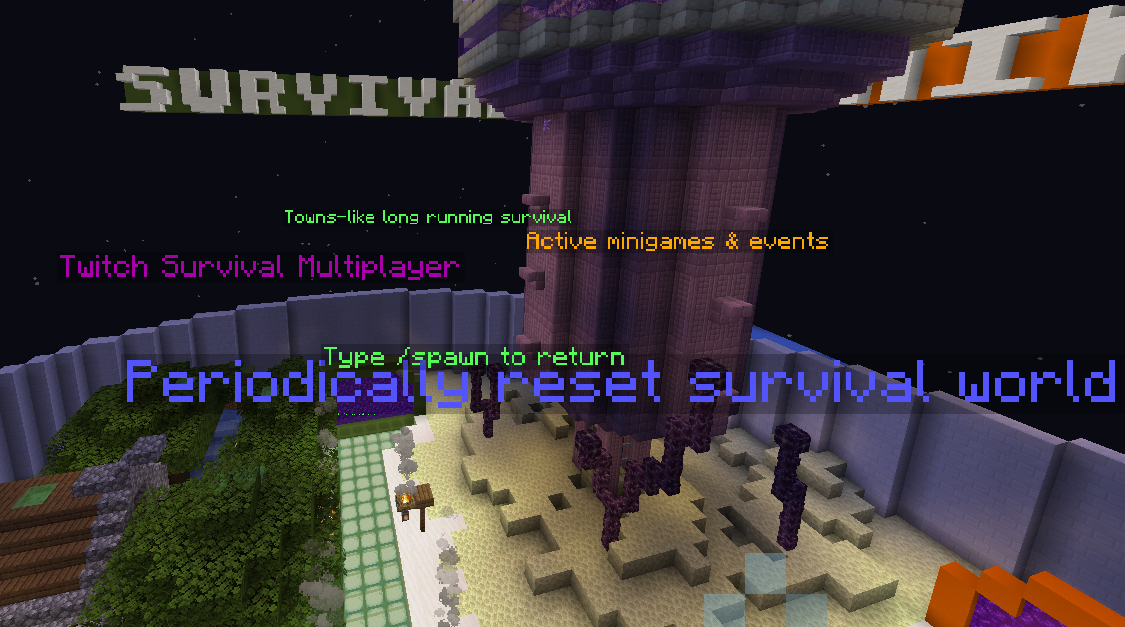 SURVIVA
Towns-like long running survival
Active minigames & events
Twitch Survival Multiplayer
Type /spawn to return
Periodically reset survival world